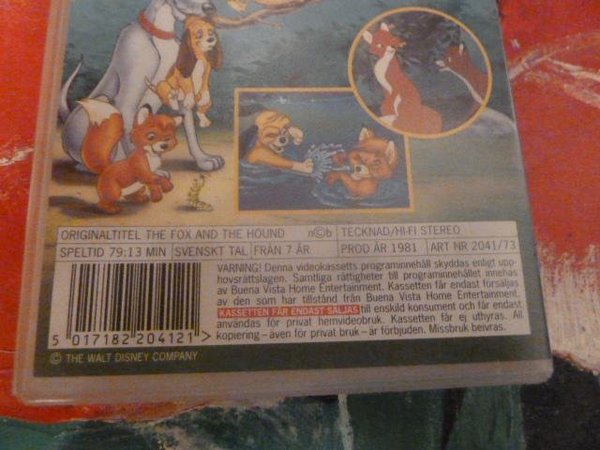 ORIGINALTITEL THE FOX AND THE HOUND n©b TECKNAD/HI-FI STEREO
SPELTID 79:13 MIN SVENSKT TAL FRÅN 7 ÅR PROD ÅR 1981 ART NR 2041/73
VARNING! Denna videokassetts programinnehåll skyddas enligt upp-
hovsrättslagen. Samtliga rättigheter till programinnehållet innehas
av Buena Vista Home Entertainment. Kassetten får endast försäljas
av den som har tillstånd från Buena Vista Home Entertainment.
KASSETTEN FÅR ENDAST SÄLJAS till enskild konsument och får endast
användas för privat hemvideobruk. Kassetten får ej uthyras. All
kopiering – även för privat bruk – är förbjuden. Missbruk beivras.
5 017182 204121 >
© THE WALT DISNEY COMPANY